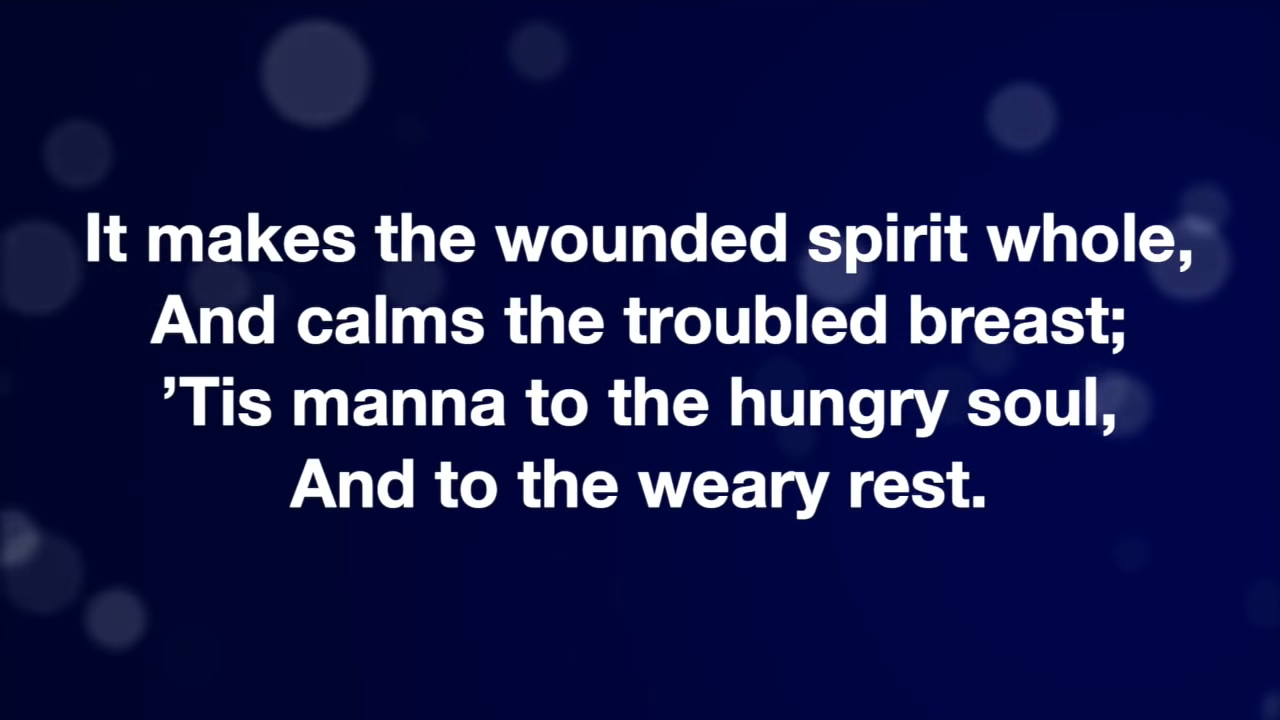 It makes the wounded spirit whole,
And calms the troubled breast;
’Tis manna to the hungry soul,
And to the weary rest.